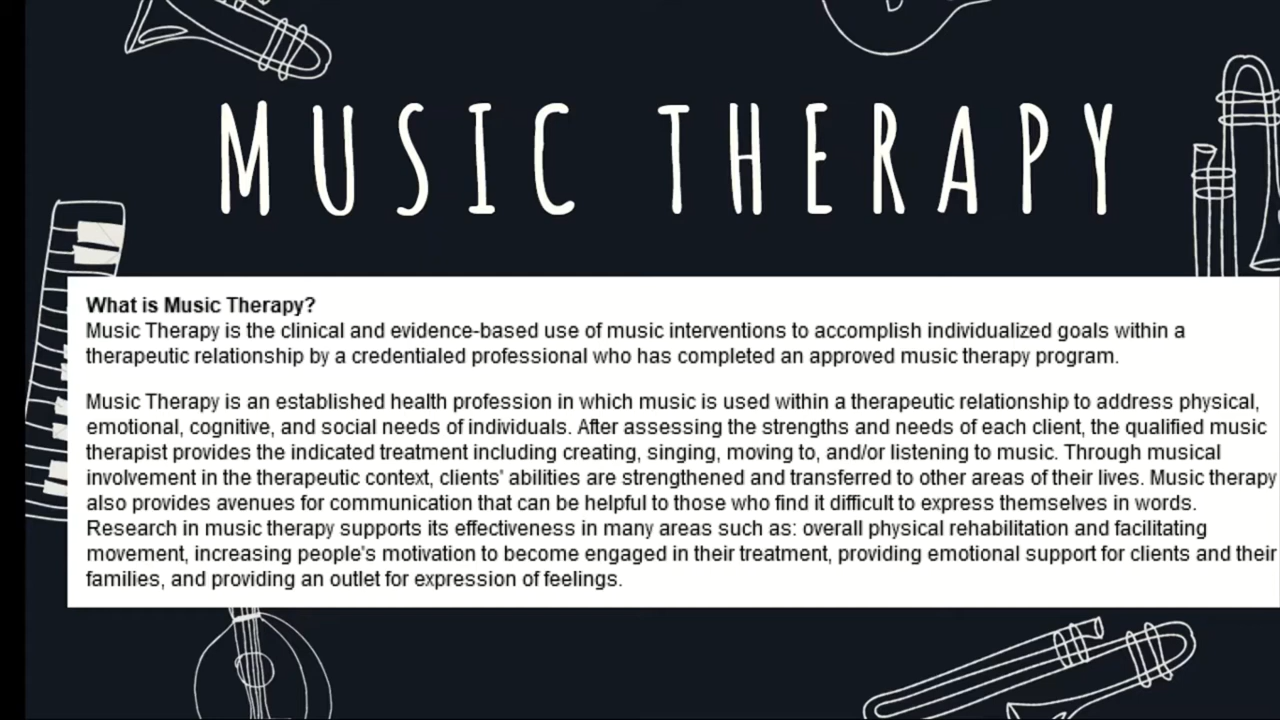 MUSIC THERAPY
What is Music Therapy?
Music Therapy is the clinical and evidence-based use of music interventions to accomplish individualized goals within a
therapeutic relationship by a credentialed professional who has completed an approved music therapy program.
Music Therapy is an established health profession in which music is used within a therapeutic relationship to address physical,
emotional, cognitive, and social needs of individuals. After assessing the strengths and needs of each client, the qualified music
therapist provides the indicated treatment including creating, singing, moving to, and/or listening to music. Through musical
involvement in the therapeutic context, clients' abilities are strengthened and transferred to other areas of their lives. Music therapy
also provides avenues for communication that can be helpful to those who find it difficult to express themselves in words.
Research in music therapy supports its effectiveness in many areas such as: overall physical rehabilitation and facilitating
movement, increasing people's motivation to become engaged in their treatment, providing emotional support for clients and their
families, and providing an outlet for expression of feelings.